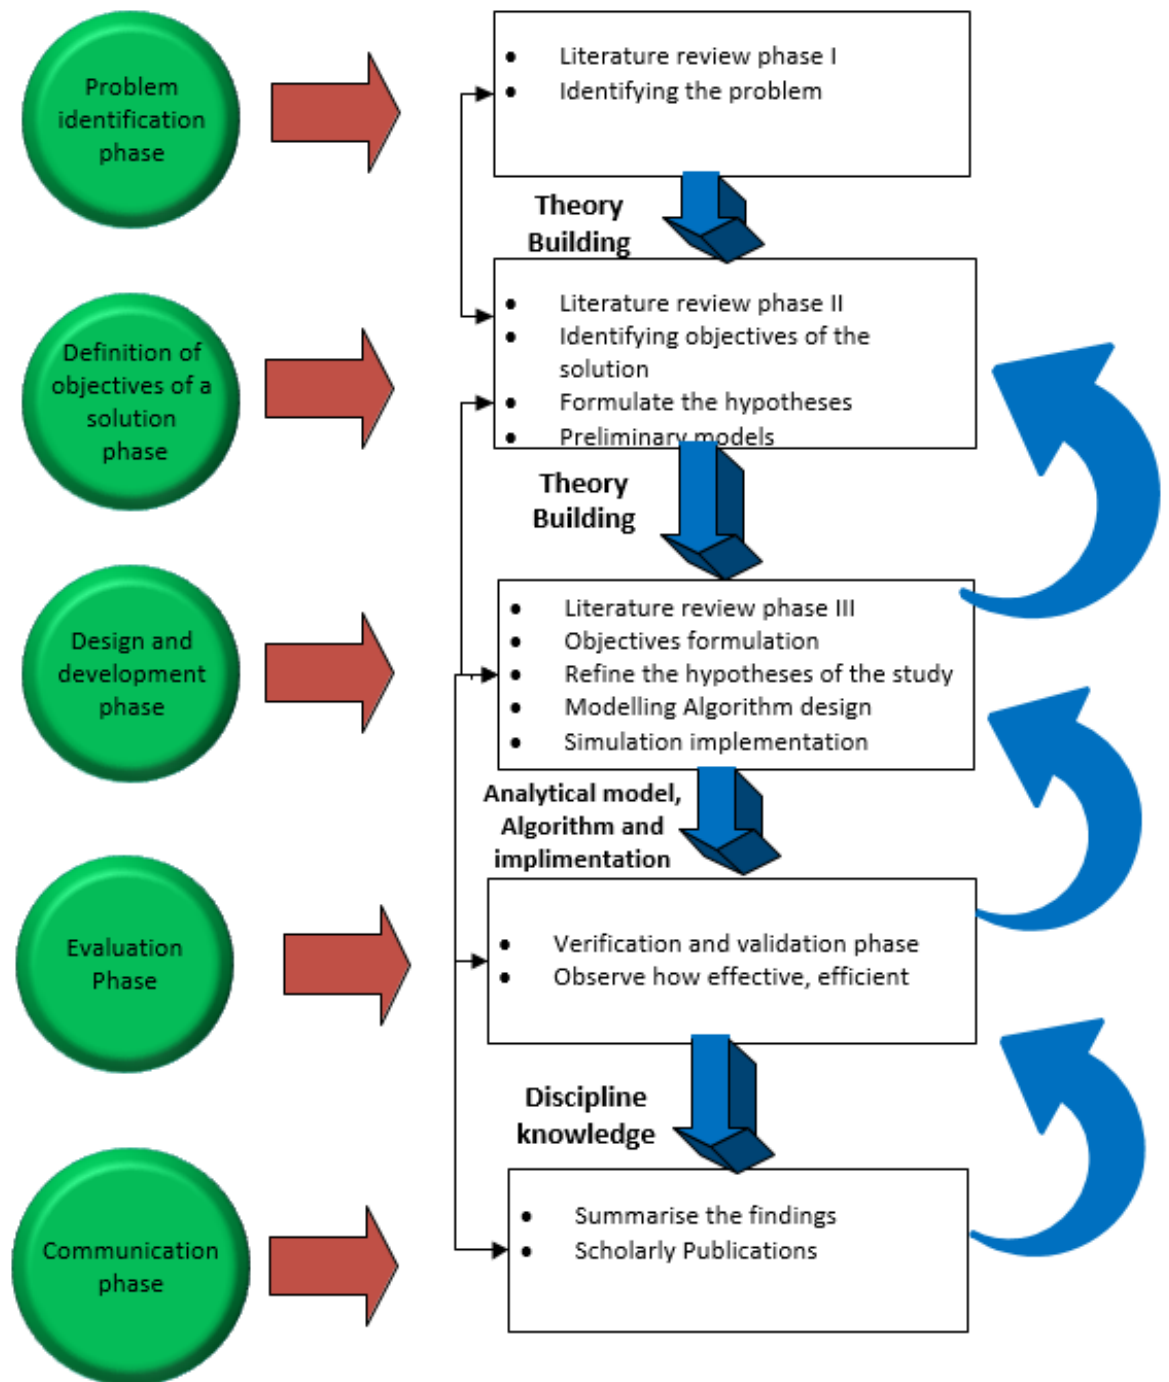 Problem
identification
phase
• Literature review phase I
• Identifying the problem
Theory
Building
Definition of
objectives of a
solution
phase
• Literature review phase II
• Identifying objectives of the
solution
• Formulate the hypotheses
• Preliminary models
Theory
Building
Design and
development
phase
• Literature review phase III
• Objectives formulation
• Refine the hypotheses of the study
• Modelling Algorithm design
• Simulation implementation
Analytical model,
Algorithm and
implimentation
Evaluation
Phase
• Verification and validation phase
• Observe how effective, efficient
Discipline
knowledge
Communication
phase
• Summarise the findings
• Scholarly Publications